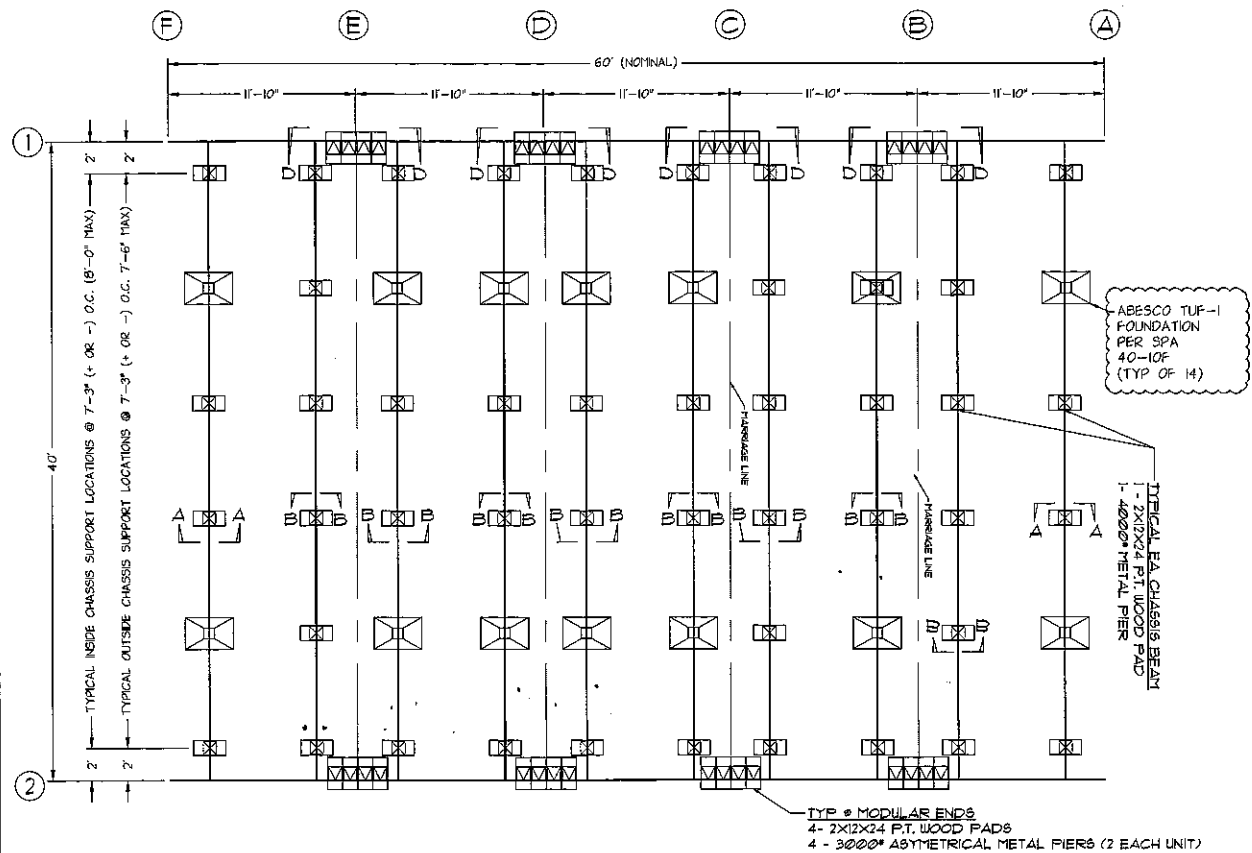 F E D C B A
60' (NOMINAL)
11'-10" 11'-10" 11'-10" 11'-10" 11'-10"
1
2' 2'
D D D D D D D D
TYPICAL INSIDE CHASSIS SUPPORT LOCATIONS @ 7'-3" (+ OR -) O.C. (8'-0" MAX)
TYPICAL OUTSIDE CHASSIS SUPPORT LOCATIONS @ 7'-3" (+ OR -) O.C. 7'-6" MAX)
40'
ABESCO TUF-1
FOUNDATION
PER SPA
40-10F
(TYP OF 14)
MARRIAGE LINE
MARRIAGE LINE
TYPICAL EA. CHASSIS BEAM
1 - 2X12X24 P.T. WOOD PAD
1- 4000# METAL PIER
A A B B B B B B B B B B B B B B A A
B B
2' 2'
2
TYP @ MODULAR ENDS
4- 2X12X24 P.T. WOOD PADS
4 - 3000# ASYMETRICAL METAL PIERS (2 EACH UNIT)